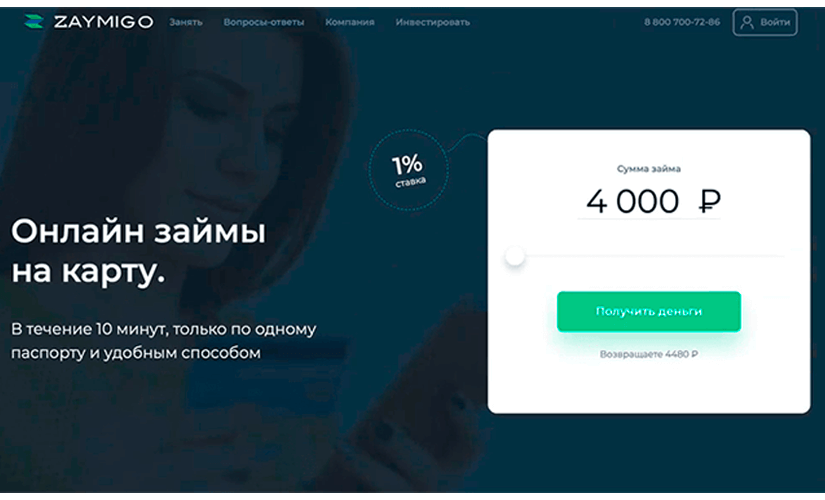 ZAYMIGO Занять Вопросы-ответы Компания Инвестировать 8 800 700-72-86 Войти
1%
ставка
Сумма займа
4 000 ₽
Онлайн займы
на карту.
Получить деньги
В течение 10 минут, только по одному
паспорту и удобным способом
Возвращаете 4480 ₽